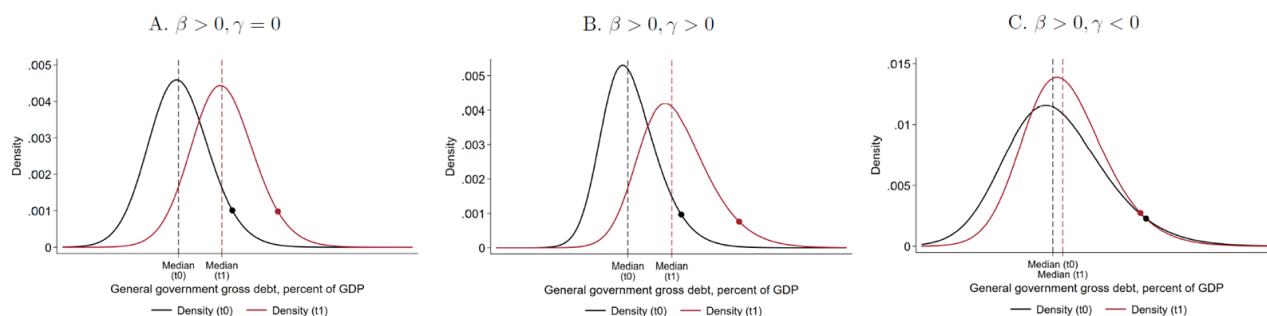 A. β > 0, γ = 0
Density
.005
.004
.003
.002
.001
0
Median
(t0)
Median
(t1)
General government gross debt, percent of GDP
Density (t0)
Density (t1)
B. β > 0, γ > 0
Density
.005
.004
.003
.002
.001
0
Median
(t0)
Median
(t1)
General government gross debt, percent of GDP
Density (t0)
Density (t1)
C. β > 0, γ < 0
Density
.015
.01
.005
0
Median (t0)
Median (t1)
General government gross debt, percent of GDP
Density (t0)
Density (t1)